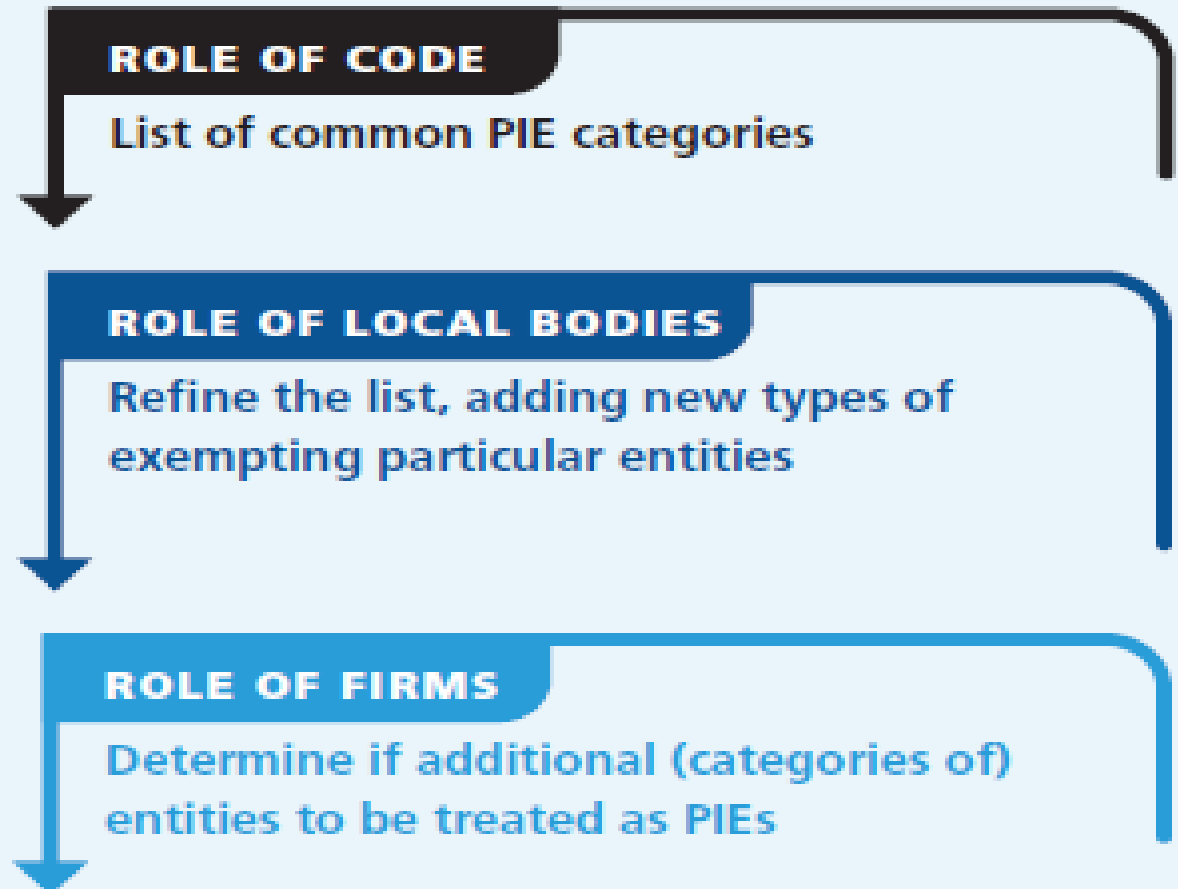 ROLE OF CODE
List of common PIE categories
ROLE OF LOCAL BODIES
Refine the list, adding new types of
exempting particular entities
ROLE OF FIRMS
Determine if additional (categories of)
entities to be treated as PIEs